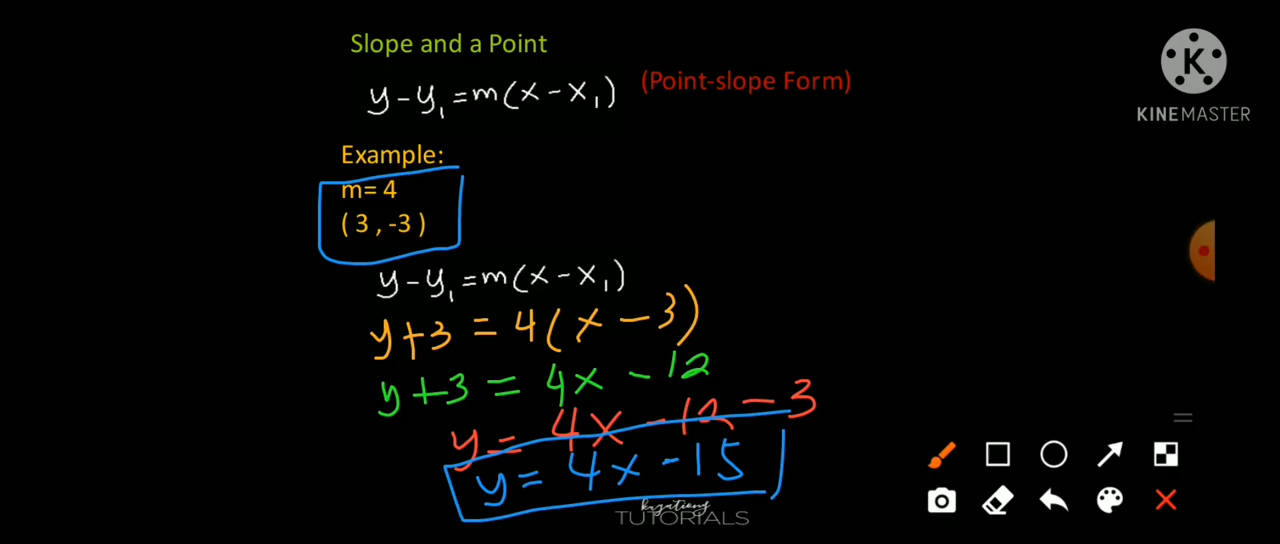 Slope and a Point
y-y₁=m(x-x₁) (Point-slope Form)
K
KINEMASTER
Example:
m= 4
( 3 , -3 )
y-y₁=m(x-x₁)
y+3 = 4(x-3)
y+3 = 4x-12
y= 4x-12-3
y= 4x-15
TUTORIALS